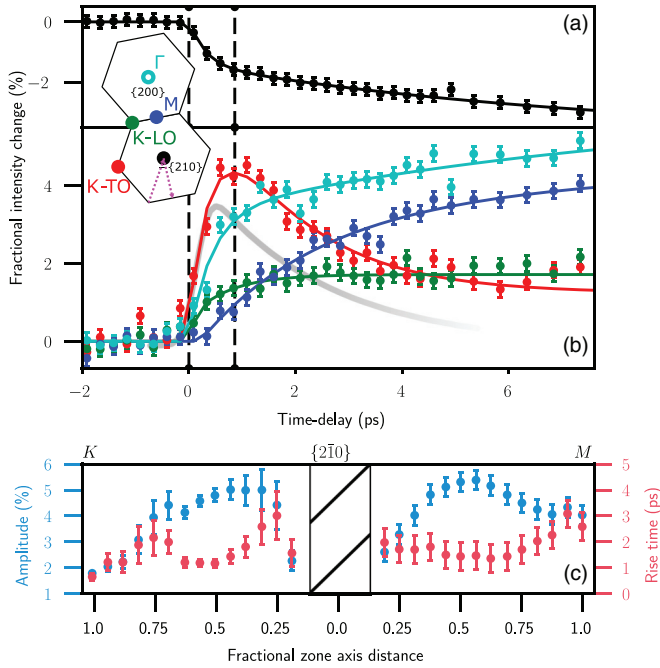 (a)
0
−2
Γ
{200}
M
K-LO
{210}
K-TO
Fractional intensity change (%)
4
2
0
(b)
−2 0 2 4 6
Time-delay (ps)
K {2̅10} M
6 5 4 3 2 1
Amplitude (%)
5 4 3 2 1 0
Rise time (ps)
(c)
1.0 0.75 0.5 0.25 0.0 0.25 0.5 0.75 1.0
Fractional zone axis distance